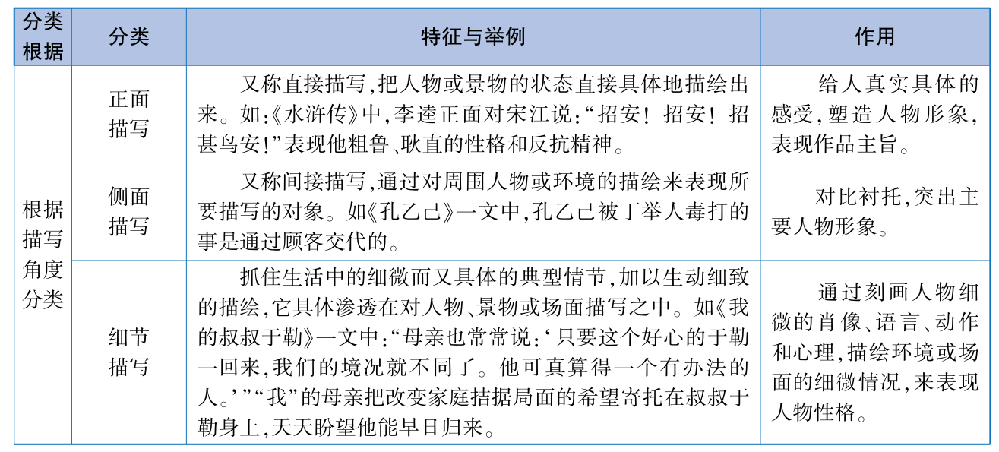 分类
根据
分类
特征与举例
作用
根据
描写
角度
分类
正面
描写
又称直接描写,把人物或景物的状态直接具体地描绘出
来。如:《水浒传》中,李逵正面对宋江说:“招安！招安！招
甚鸟安！”表现他粗鲁、耿直的性格和反抗精神。
给人真实具体的
感受,塑造人物形象,
表现作品主旨。
侧面
描写
又称间接描写,通过对周围人物或环境的描绘来表现所
要描写的对象。如《孔乙己》一文中,孔乙己被丁举人毒打的
事是通过顾客交代的。
对比衬托,突出主
要人物形象。
细节
描写
抓住生活中的细微而又具体的典型情节,加以生动细致
的描绘,它具体渗透在对人物、景物或场面描写之中。如《我
的叔叔于勒》一文中:“母亲也常常说:‘只要这个好心的于勒
一回来,我们的境况就不同了。他可真算得一个有办法的
人。’”“我”的母亲把改变家庭拮据局面的希望寄托在叔叔于
勒身上,天天盼望他能早日归来。
通过刻画人物细
微的肖像、语言、动作
和心理,描绘环境或场
面的细微情况,来表现
人物性格。